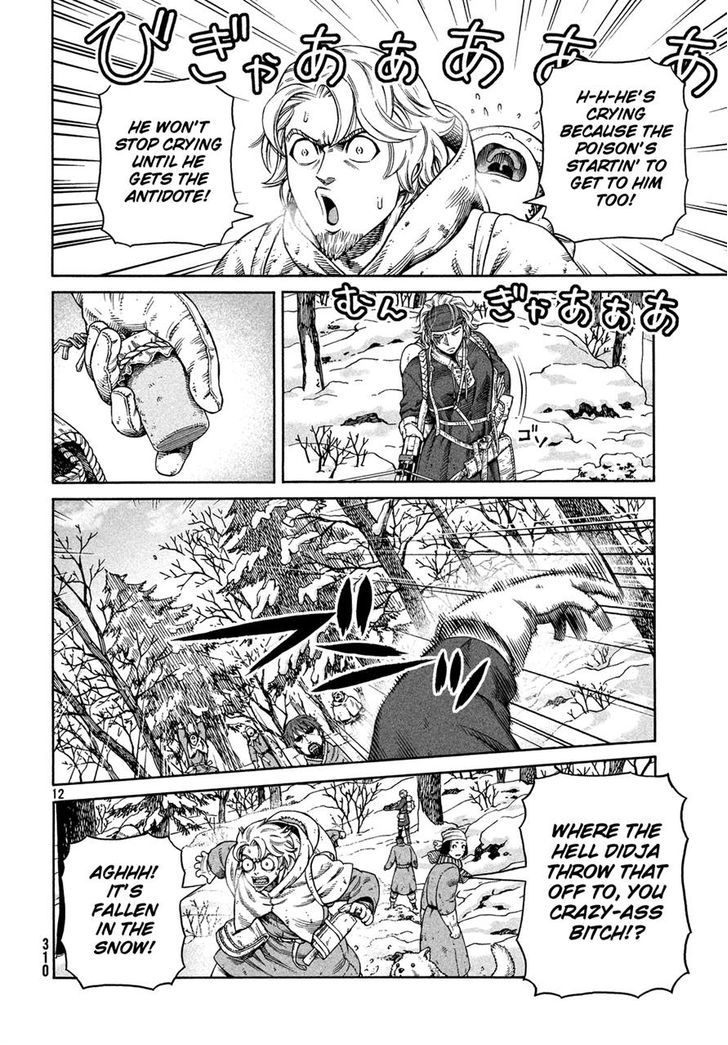 びぎゃあぁぁあああ
H-H-HE'S
CRYING
BECAUSE THE
POISON'S
STARTIN' TO
GET TO HIM
TOO!
HE WON'T
STOP CRYING
UNTIL HE
GETS THE
ANTIDOTE!
むん
ぎゃあぁぁあ
ゴソ
ブンッ
12
WHERE THE
HELL DIDJA
THROW THAT
OFF TO, YOU
CRAZY-ASS
BITCH!?
AGHHH!
IT'S
FALLEN
IN THE
SNOW!
310